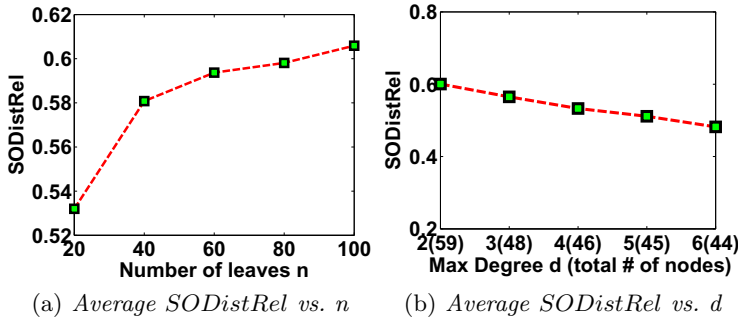 SODistRel
0.62
0.6
0.58
0.56
0.54
0.52
20 40 60 80 100
Number of leaves n
(a) Average SODistRel vs. n
SODistRel
0.8
0.6
0.4
0.2
2(59) 3(48) 4(46) 5(45) 6(44)
Max Degree d (total # of nodes)
(b) Average SODistRel vs. d